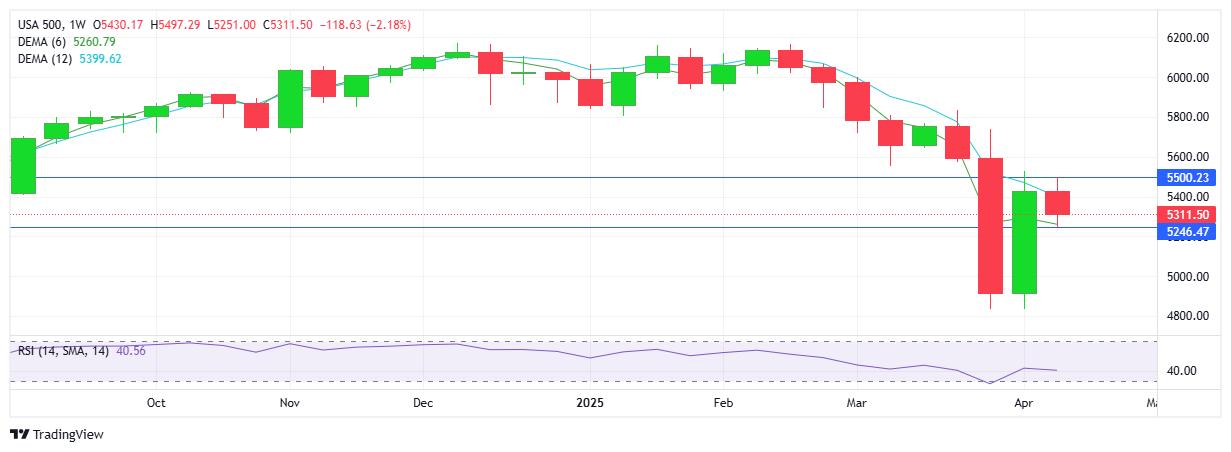 USA 500, 1W O5430.17 H5497.29 L5251.00 C5311.50 −118.63 (−2.18%)
DEMA (6) 5260.79
DEMA (12) 5399.62
6200.00
6000.00
5800.00
5600.00
5500.23
5400.00
5311.50
5246.47
5200.00
5000.00
4800.00
RSI (14, SMA, 14) 40.56
40.00
Oct Nov Dec 2025 Feb Mar Apr
TradingView